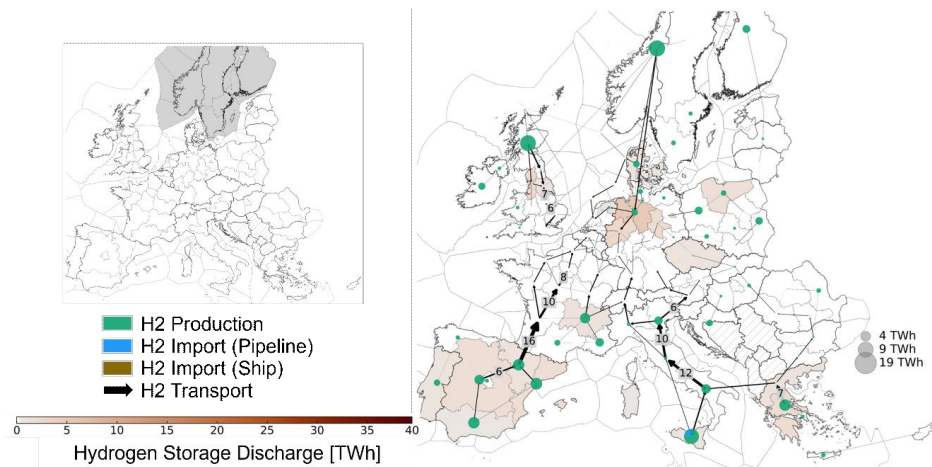 H2 Production
H2 Import (Pipeline)
H2 Import (Ship)
H2 Transport
0 5 10 15 20 25 30 35 40
Hydrogen Storage Discharge [TWh]
7
6
8
10
16
6
6
10
12
7
4 TWh
9 TWh
19 TWh